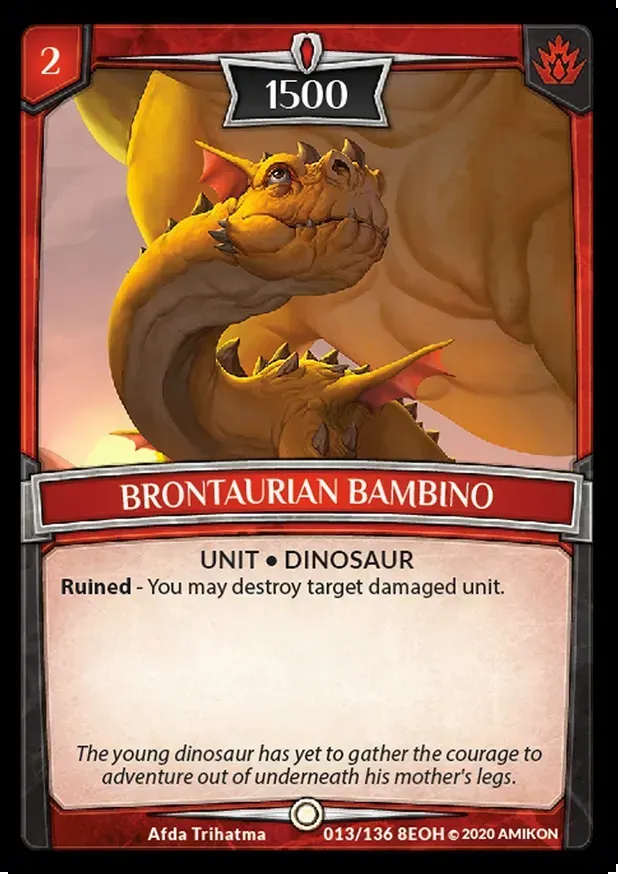 2
1500
BRONTAURIAN BAMBINO
UNIT • DINOSAUR
Ruined - You may destroy target damaged unit.
The young dinosaur has yet to gather the courage to
adventure out of underneath his mother's legs.
Afda Trihatma 013/136 8EOH © 2020 AMIKON